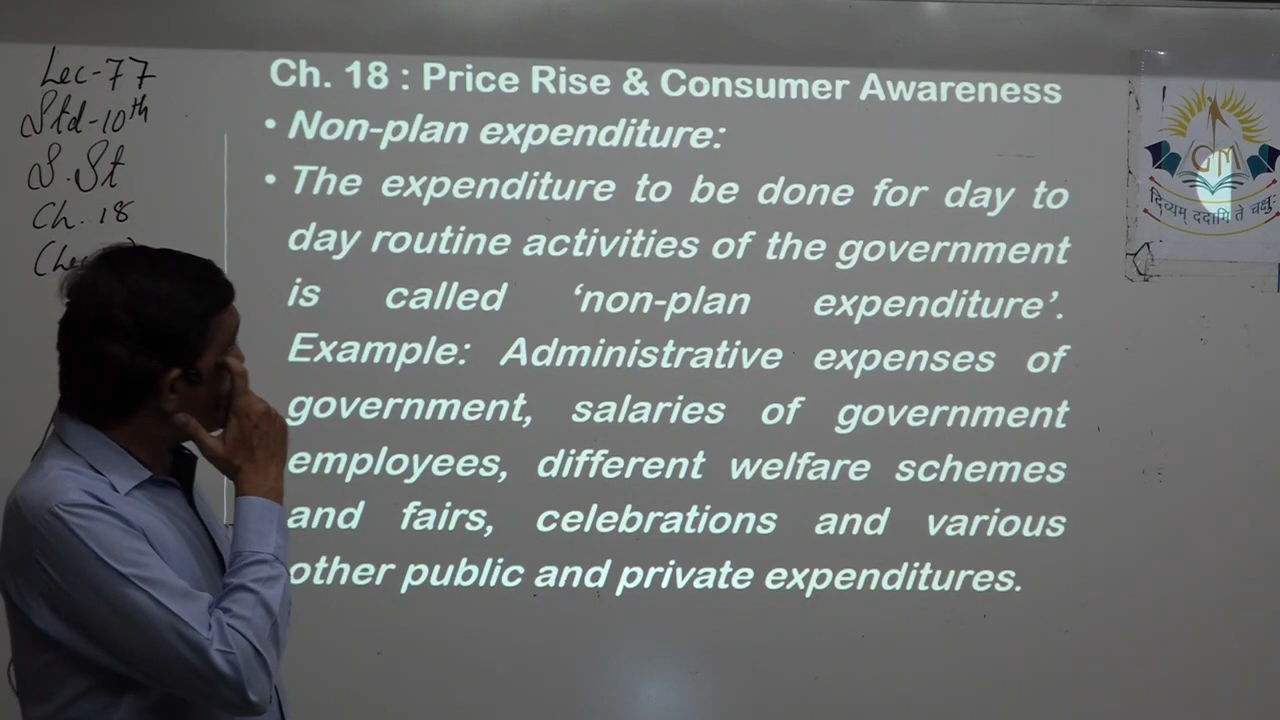 Lec-77
Std-10th
S.St
Ch. 18
Ch. 18 : Price Rise & Consumer Awareness
• Non-plan expenditure:
• The expenditure to be done for day to
day routine activities of the government
is called ‘non-plan expenditure’.
Example: Administrative expenses of
government, salaries of government
employees, different welfare schemes
and fairs, celebrations and various
other public and private expenditures.
GM
दिव्यम् ददामि ते चक्षुः